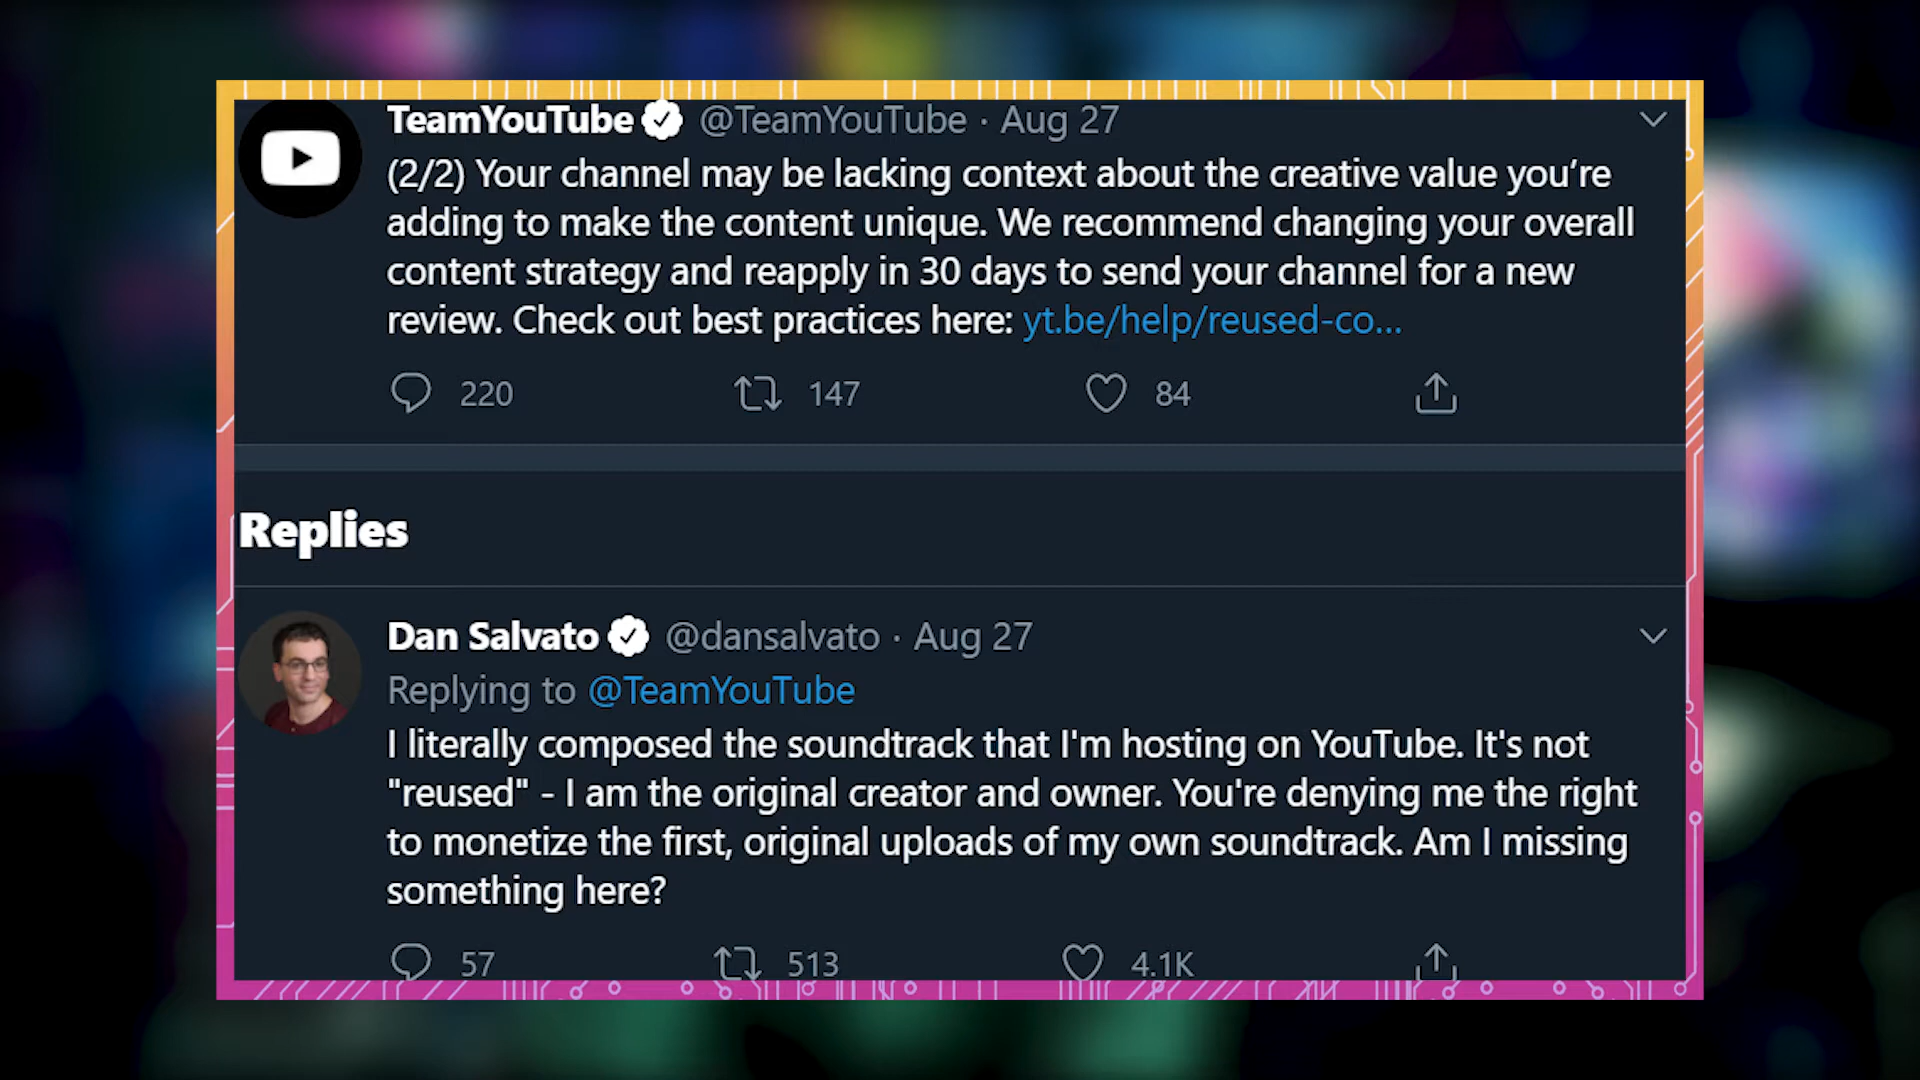 TeamYouTube @TeamYouTube · Aug 27
(2/2) Your channel may be lacking context about the creative value you’re
adding to make the content unique. We recommend changing your overall
content strategy and reapply in 30 days to send your channel for a new
review. Check out best practices here: yt.be/help/reused-co...
220 147 84
Replies
Dan Salvato @dansalvato · Aug 27
Replying to @TeamYouTube
I literally composed the soundtrack that I'm hosting on YouTube. It's not
"reused" - I am the original creator and owner. You're denying me the right
to monetize the first, original uploads of my own soundtrack. Am I missing
something here?
57 513 4.1K